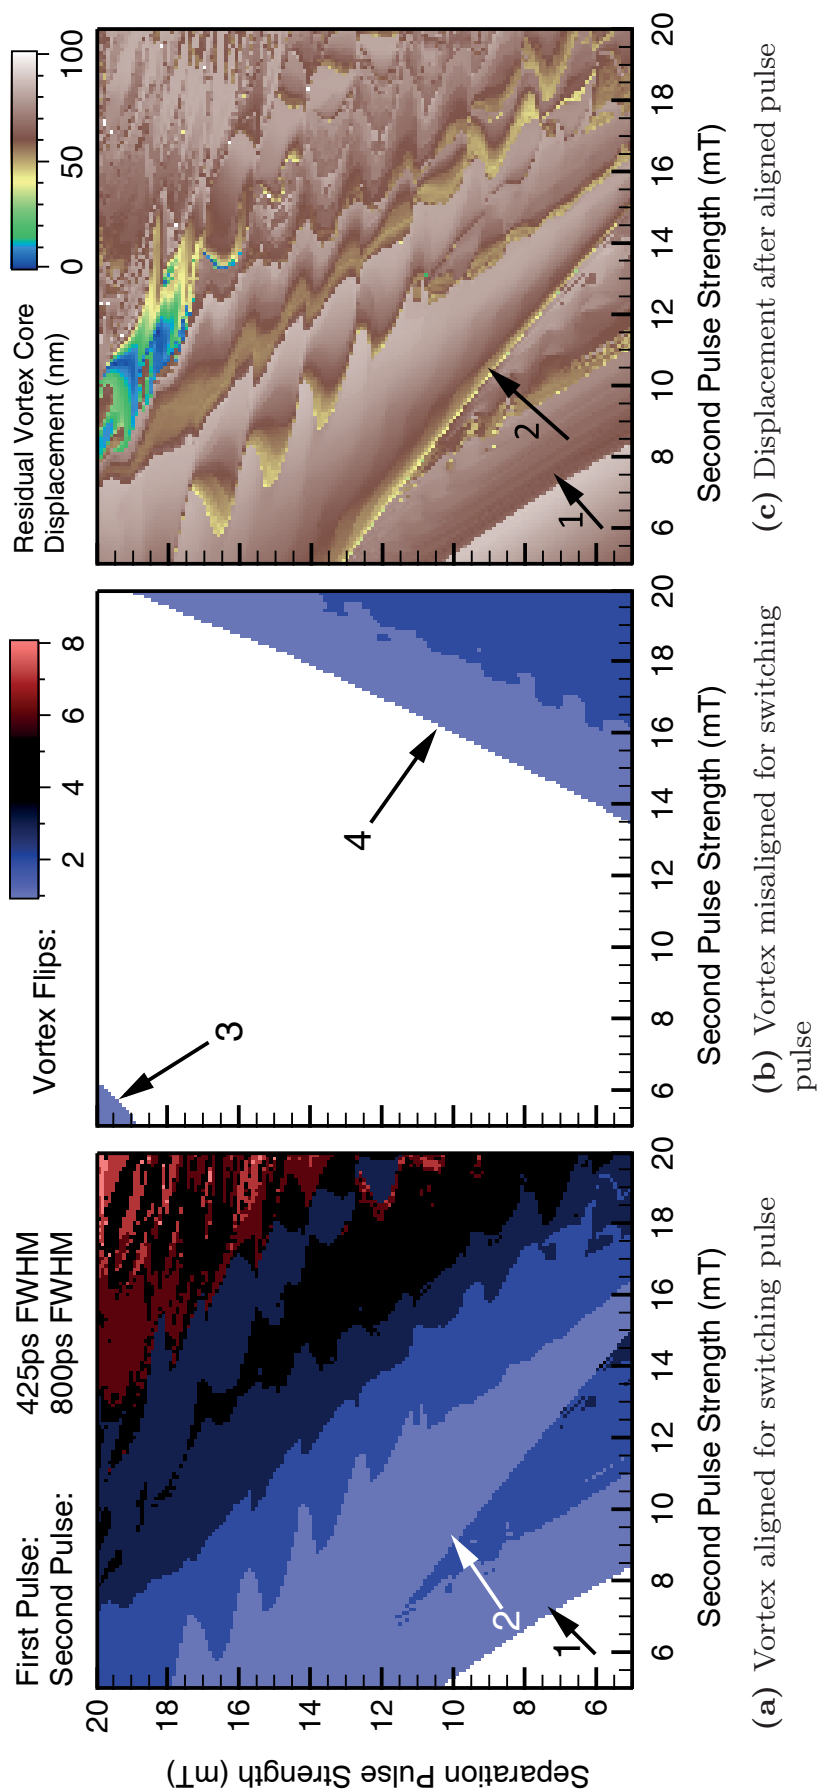 First Pulse: 425ps FWHM
Second Pulse: 800ps FWHM
Vortex Flips:
2 4 6 8
Residual Vortex Core
Displacement (nm)
0 50 100
Separation Pulse Strength (mT)
20
18
16
14
12
10
8
6
1
2
6 8 10 12 14 16 18 20
Second Pulse Strength (mT)
(a) Vortex aligned for switching pulse
3
4
6 8 10 12 14 16 18 20
Second Pulse Strength (mT)
(b) Vortex misaligned for switching
pulse
1
2
6 8 10 12 14 16 18 20
Second Pulse Strength (mT)
(c) Displacement after aligned pulse